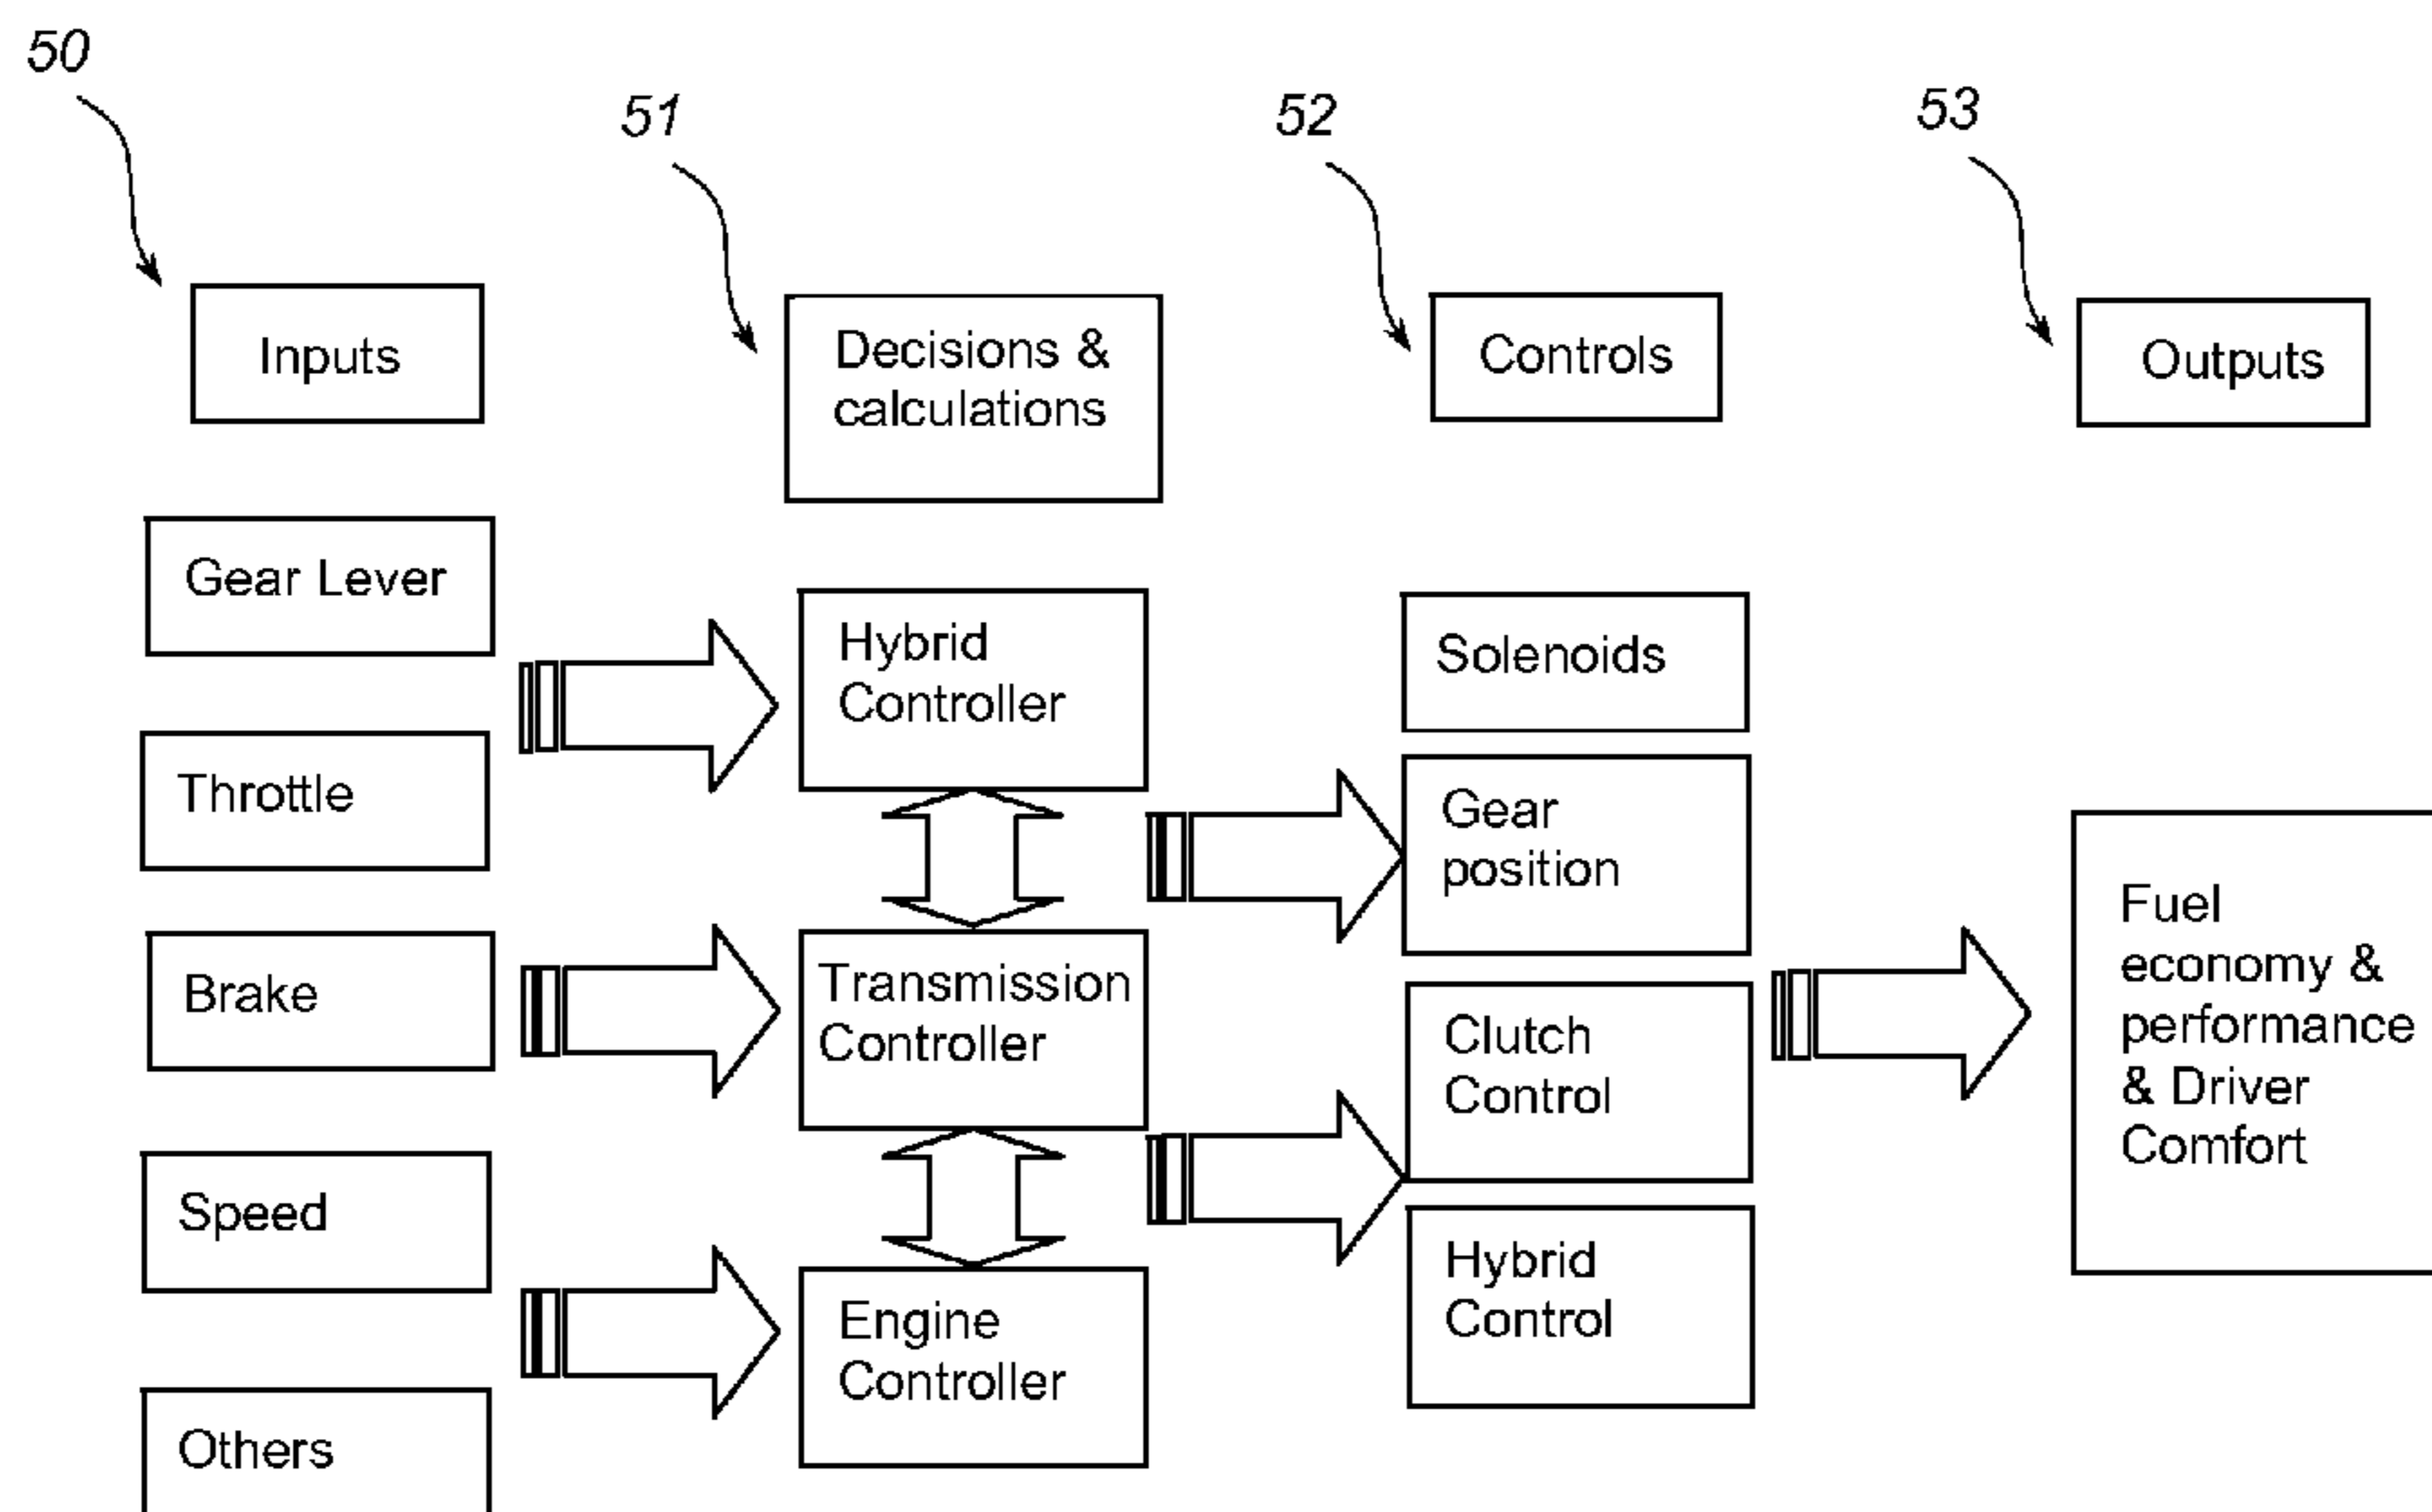 50
51
52
53
Inputs
Decisions &
calculations
Controls
Outputs
Gear Lever
Throttle
Brake
Speed
Others
Hybrid
Controller
Transmission
Controller
Engine
Controller
Solenoids
Gear
position
Clutch
Control
Hybrid
Control
Fuel
economy &
performance
& Driver
Comfort